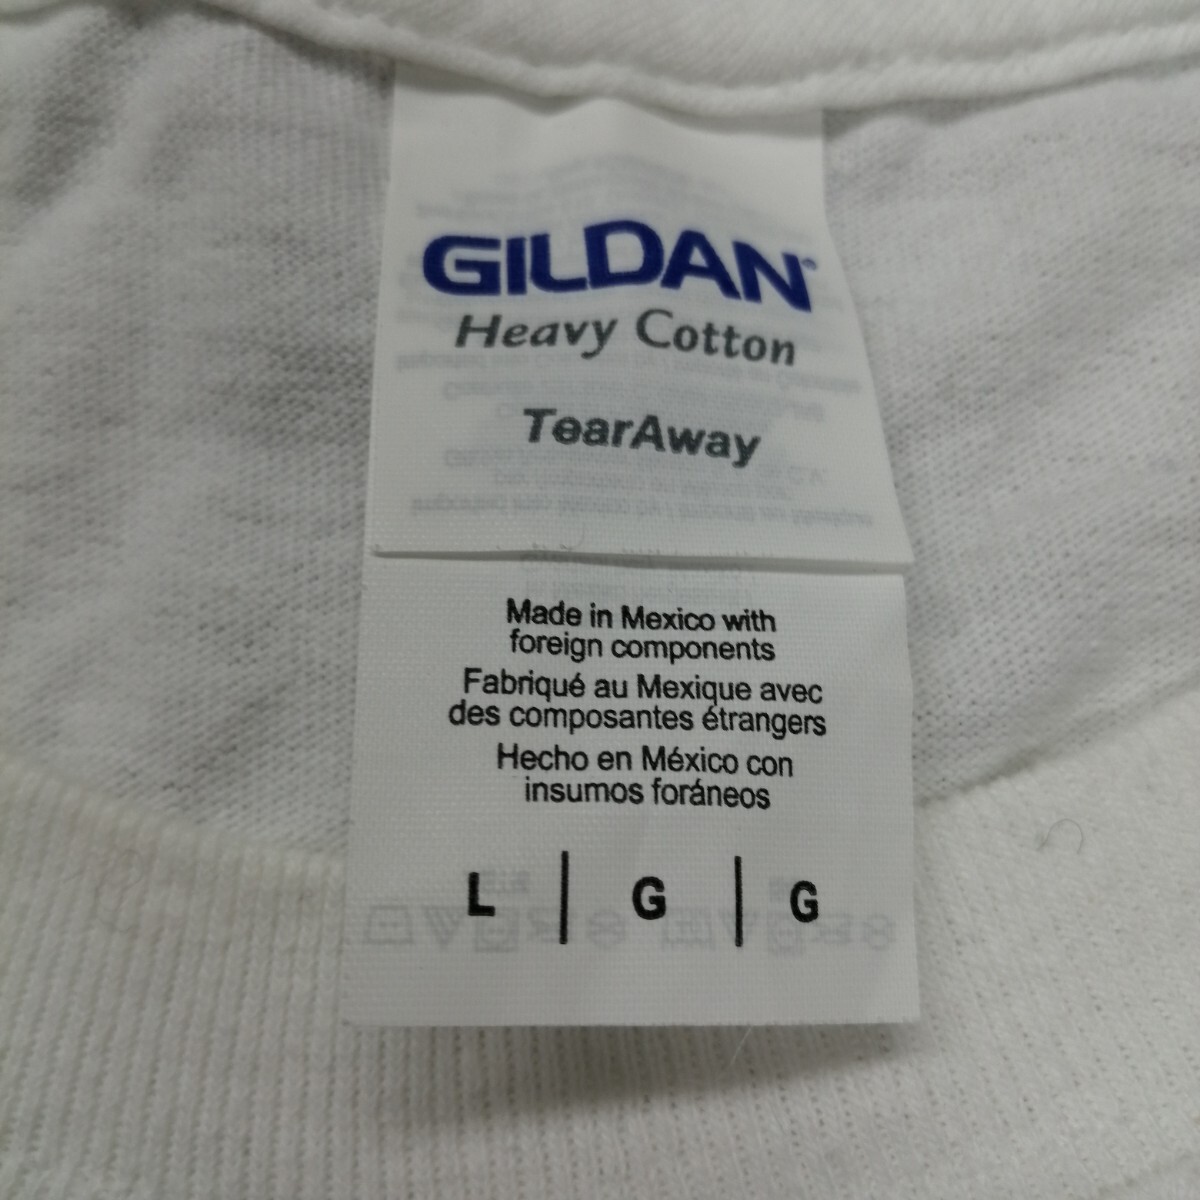 GILDAN®
Heavy Cotton
TearAway
Made in Mexico with
foreign components
Fabriqué au Mexique avec
des composantes étrangers
Hecho en México con
insumos foráneos
L | G | G